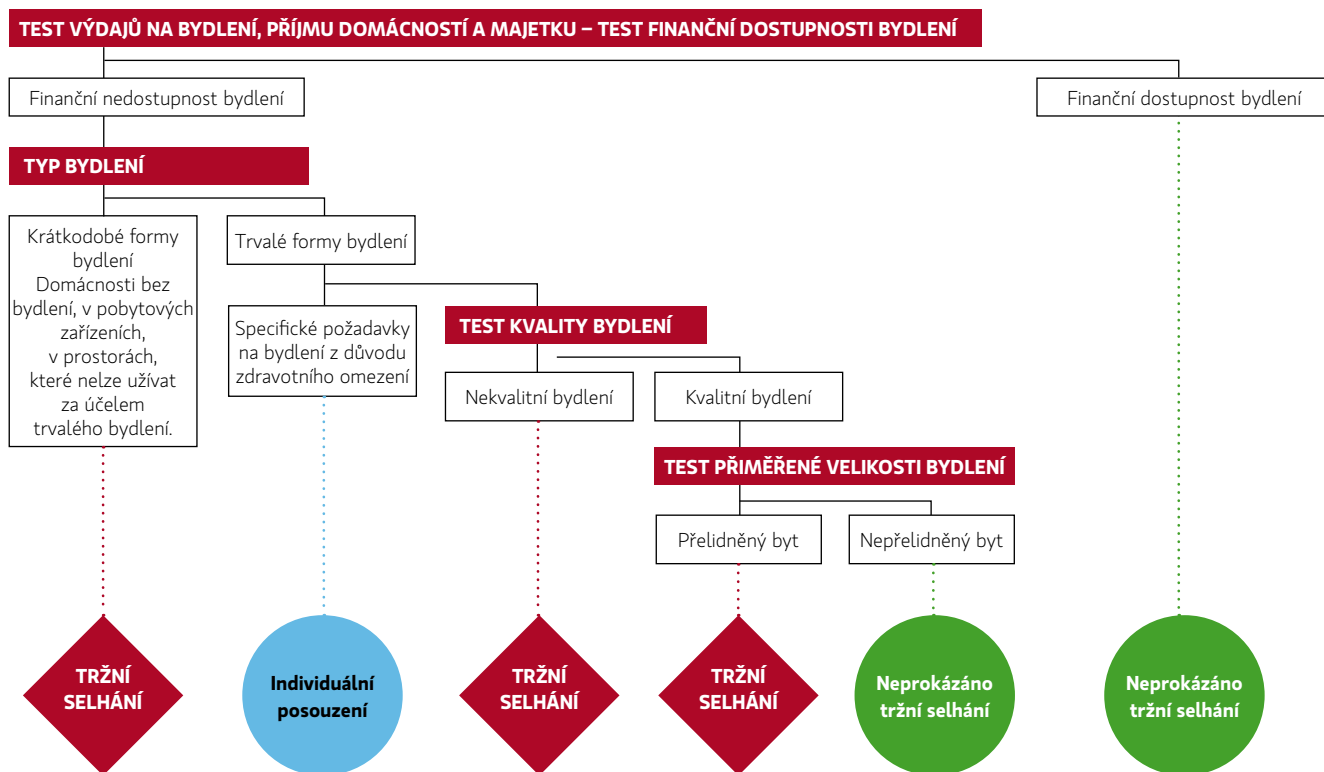 TEST VÝDAJŮ NA BYDLENÍ, PŘÍJMU DOMÁCNOSTÍ A MAJETKU – TEST FINANČNÍ DOSTUPNOSTI BYDLENÍ
Finanční nedostupnost bydlení
Finanční dostupnost bydlení
TYP BYDLENÍ
Krátkodobé formy
bydlení
Domácnosti bez
bydlení, v pobytových
zařízeních,
v prostorách,
které nelze užívat
za účelem
trvalého bydlení.
Trvalé formy bydlení
Specifické požadavky
na bydlení z důvodu
zdravotního omezení
TEST KVALITY BYDLENÍ
Nekvalitní bydlení
Kvalitní bydlení
TEST PŘIMĚŘENÉ VELIKOSTI BYDLENÍ
Přelidněný byt
Nepřelidněný byt
TRŽNÍ
SELHÁNÍ
Individuální
posouzení
TRŽNÍ
SELHÁNÍ
TRŽNÍ
SELHÁNÍ
Neprokázáno
tržní selhání
Neprokázáno
tržní selhání